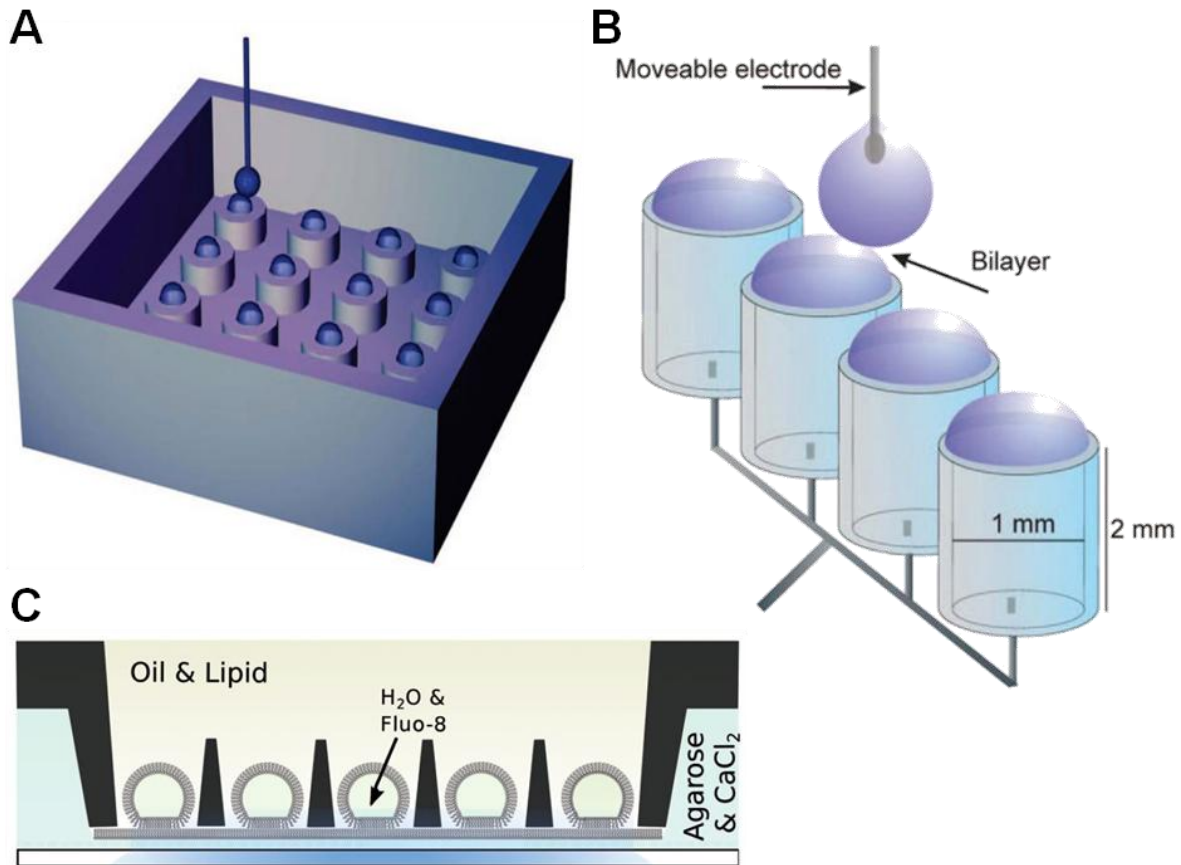 A
B
Moveable electrode
Bilayer
1 mm
2 mm
C
Oil & Lipid
H₂O &
Fluo-8
Agarose
& CaCl₂